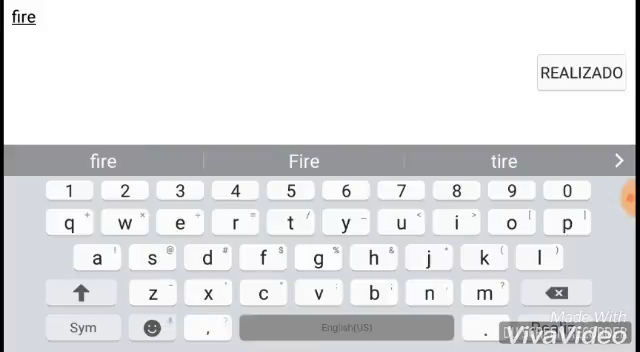 fire
REALIZADO
fire Fire tire
1 2 3 4 5 6 7 8 9 0
q w e r t y u i o p
a s d f g h j k l
z x c v b n m
Sym , English(US) .
Made With
VivaVideo